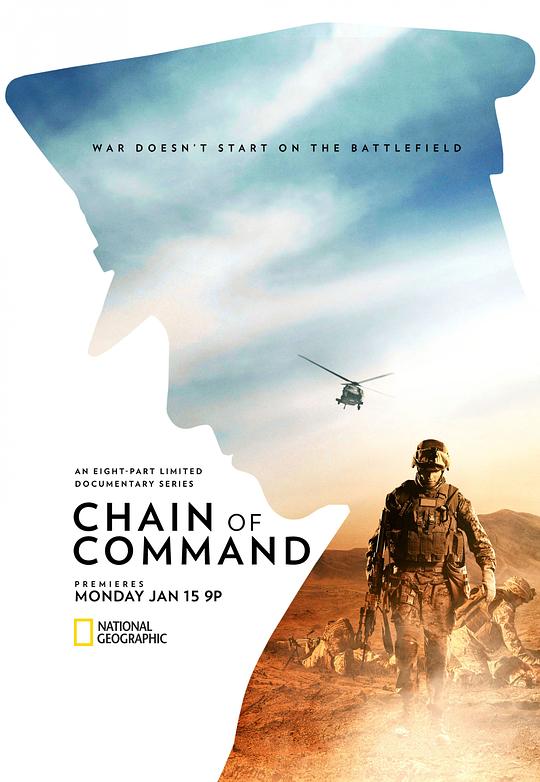 WAR DOESN'T START ON THE BATTLEFIELD
AN EIGHT-PART LIMITED
DOCUMENTARY SERIES
CHAIN OF
COMMAND
PREMIERES
MONDAY JAN 15 9P
NATIONAL
GEOGRAPHIC